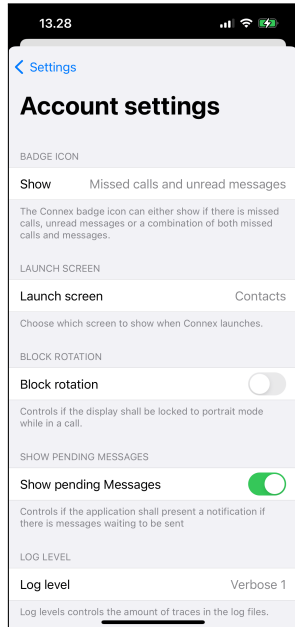 13.28
Settings
Account settings
BADGE ICON
Show Missed calls and unread messages
The Connex badge icon can either show if there is missed
calls, unread messages or a combination of both missed
calls and messages.
LAUNCH SCREEN
Launch screen Contacts
Choose which screen to show when Connex launches.
BLOCK ROTATION
Block rotation
Controls if the display shall be locked to portrait mode
while in a call.
SHOW PENDING MESSAGES
Show pending Messages
Controls if the application shall present a notification if
there is messages waiting to be sent
LOG LEVEL
Log level Verbose 1
Log levels controls the amount of traces in the log files.